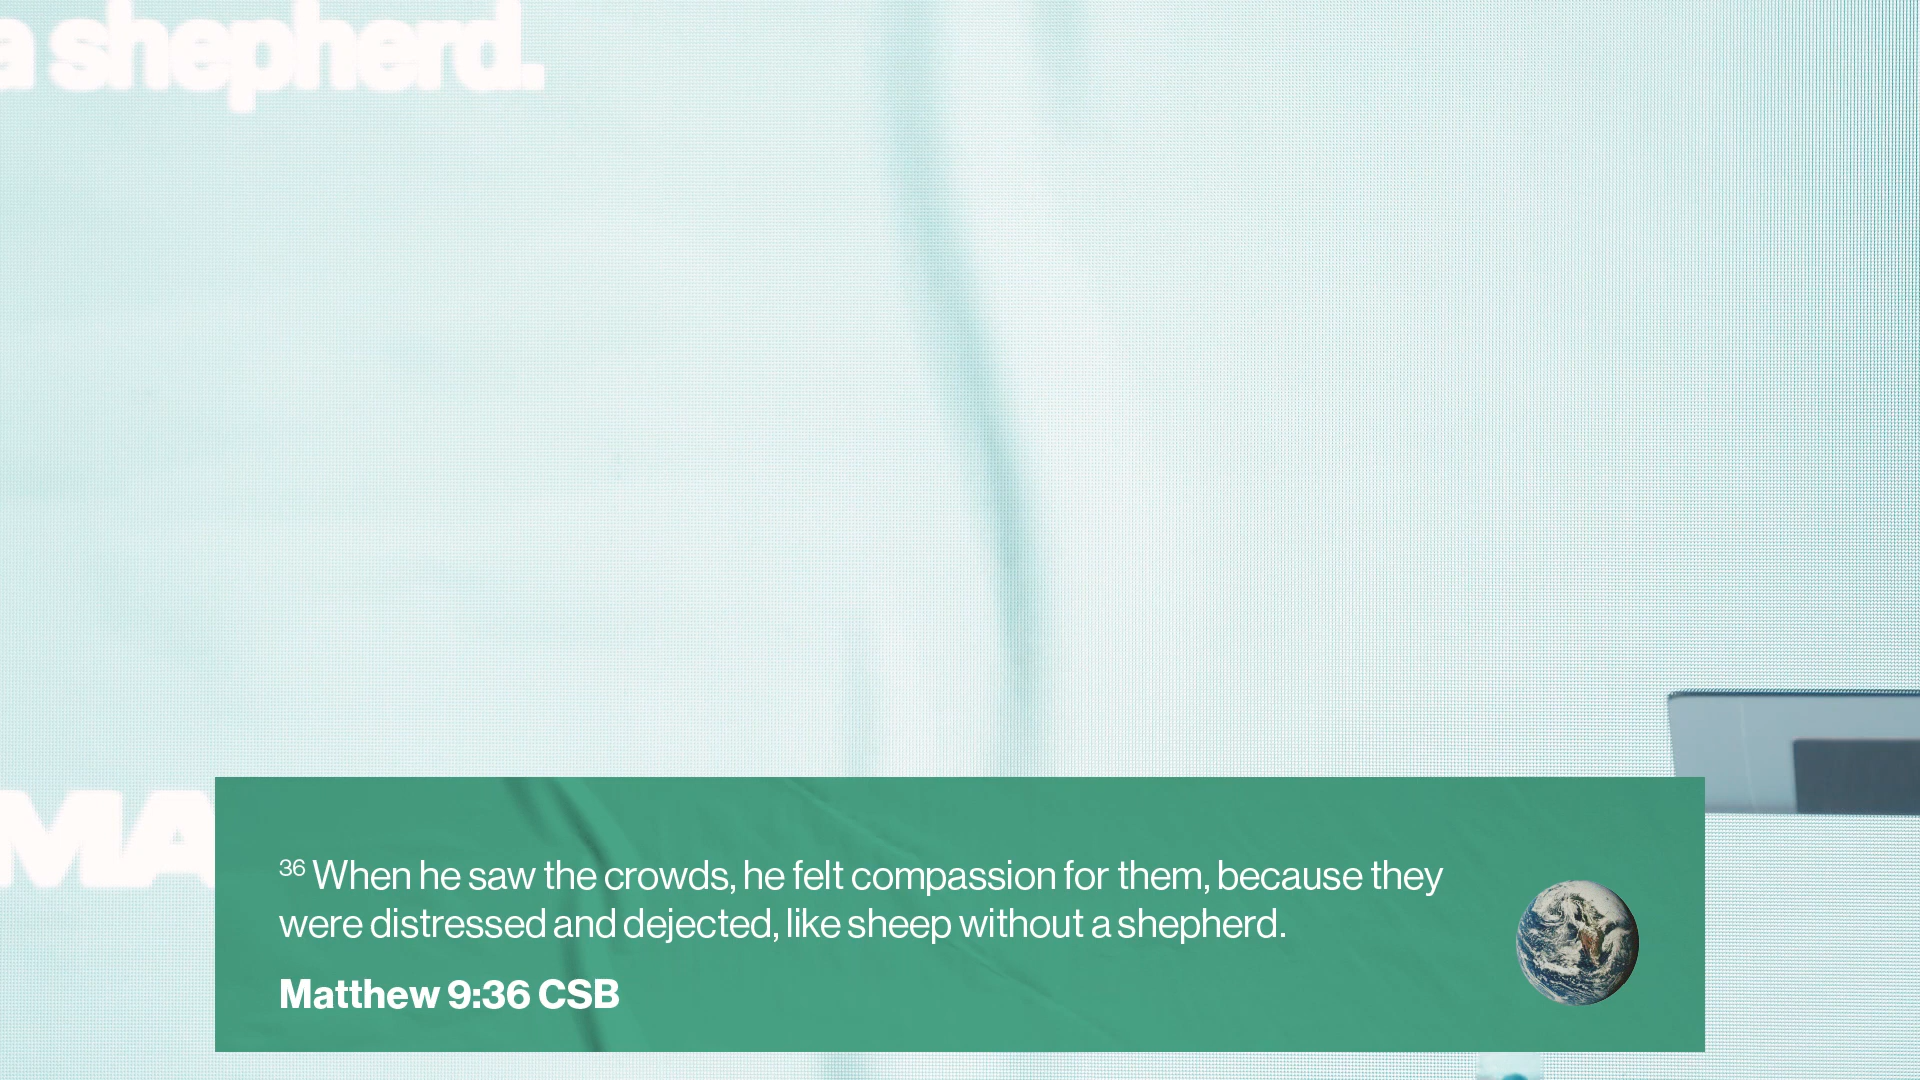 a shepherd.
MA
36 When he saw the crowds, he felt compassion for them, because they
were distressed and dejected, like sheep without a shepherd.
Matthew 9:36 CSB